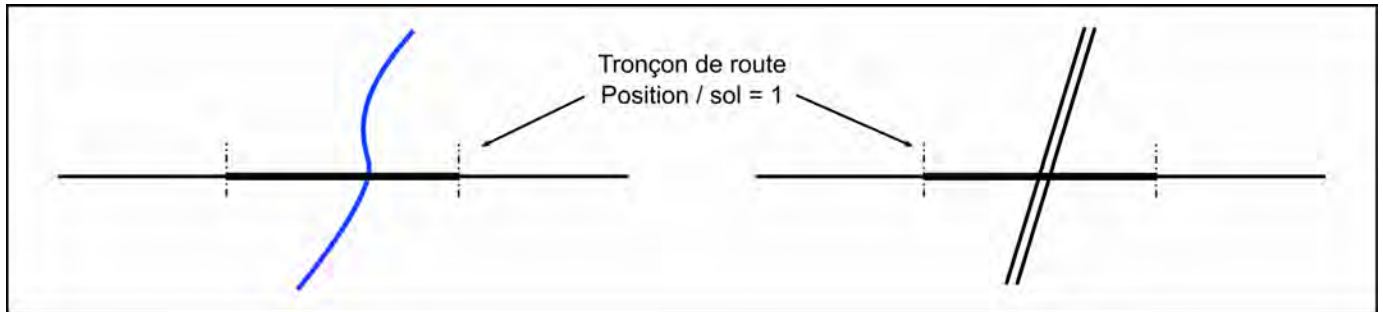 Tronçon de route
Position / sol = 1